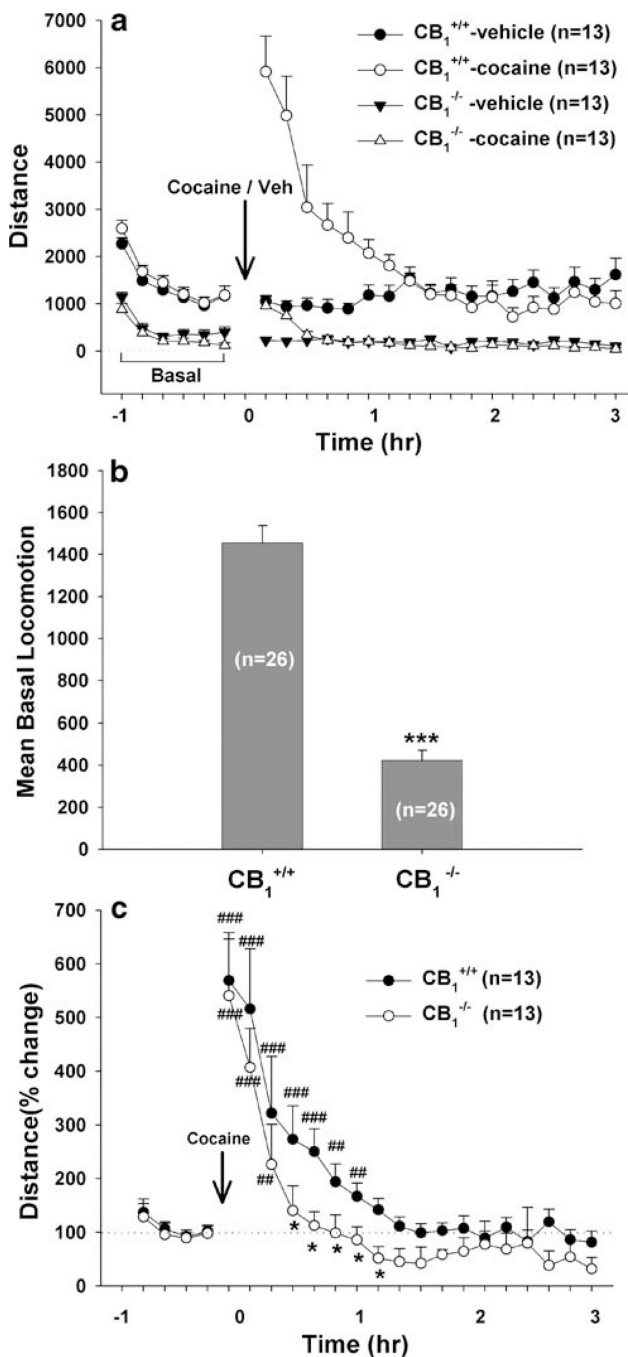 a
7000
6000
5000
4000
3000
2000
1000
0
Distance
CB1+/+-vehicle (n=13)
CB1+/+-cocaine (n=13)
CB1-/- -vehicle (n=13)
CB1-/- -cocaine (n=13)
Cocaine / Veh
Basal
-1 0 1 2 3
Time (hr)
b
1800
1600
1400
1200
1000
800
600
400
200
0
Mean Basal Locomotion
(n=26)
***
(n=26)
CB1+/+ CB1-/-
c
700
600
500
400
300
200
100
0
Distance(% change)
CB1+/+ (n=13)
CB1-/- (n=13)
Cocaine
###
###
###
###
###
##
##
###
###
##
*
*
*
*
*
-1 0 1 2 3
Time (hr)